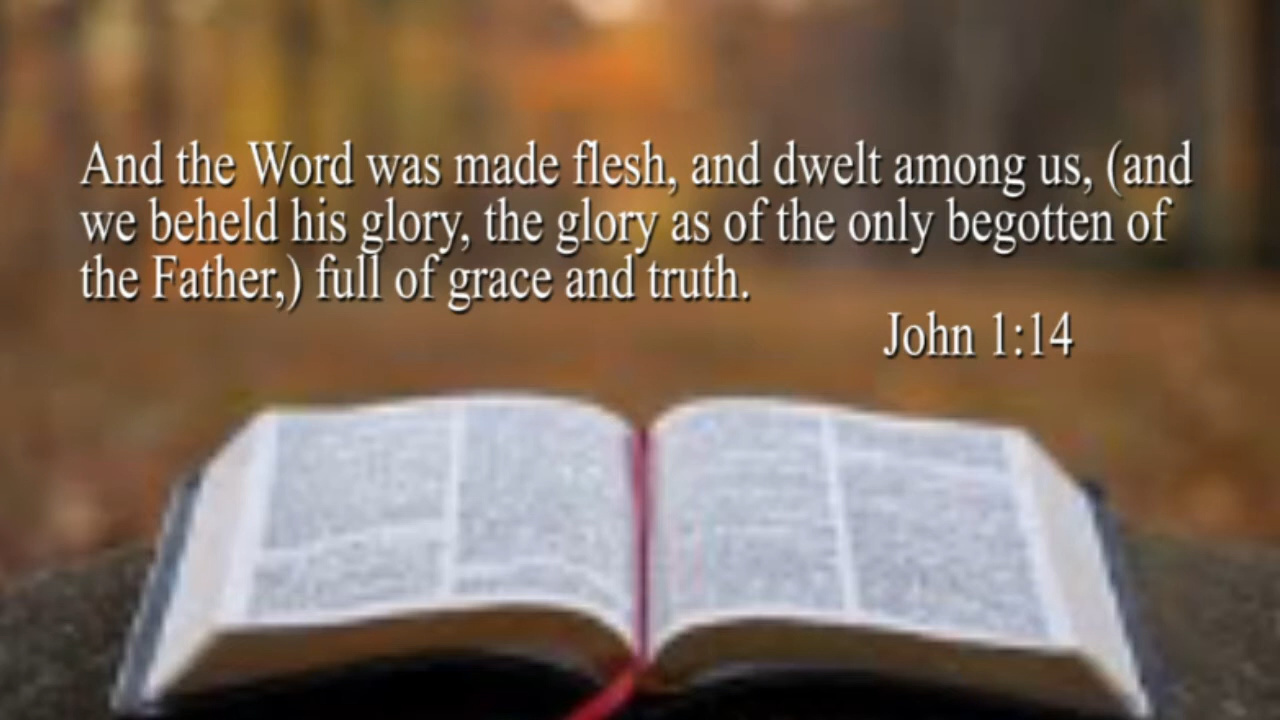 And the Word was made flesh, and dwelt among us, (and
we beheld his glory, the glory as of the only begotten of
the Father,) full of grace and truth.
John 1:14